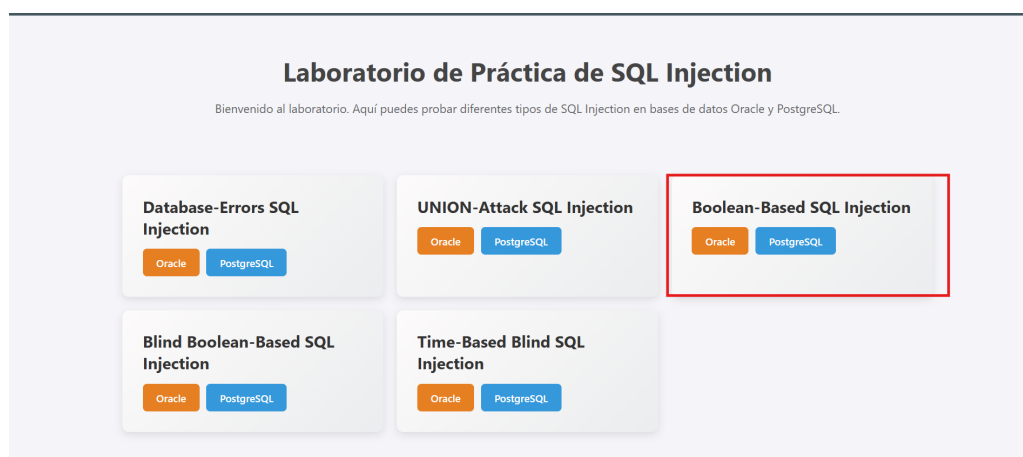 Laboratorio de Práctica de SQL Injection
Bienvenido al laboratorio. Aquí puedes probar diferentes tipos de SQL Injection en bases de datos Oracle y PostgreSQL.
Database-Errors SQL
Injection
Oracle PostgreSQL
UNION-Attack SQL Injection
Oracle PostgreSQL
Boolean-Based SQL Injection
Oracle PostgreSQL
Blind Boolean-Based SQL
Injection
Oracle PostgreSQL
Time-Based Blind SQL
Injection
Oracle PostgreSQL